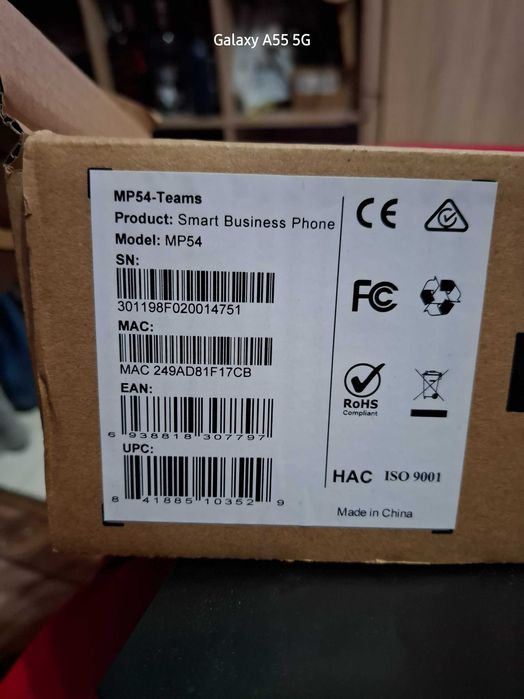 Galaxy A55 5G
MP54-Teams
Product: Smart Business Phone
Model: MP54
SN:
301198F020014751
MAC:
MAC 249AD81F17CB
EAN:
6 938818 307797
UPC:
8 41885 10352 9
CE
FC
RoHS
Compliant
HAC ISO 9001
Made in China